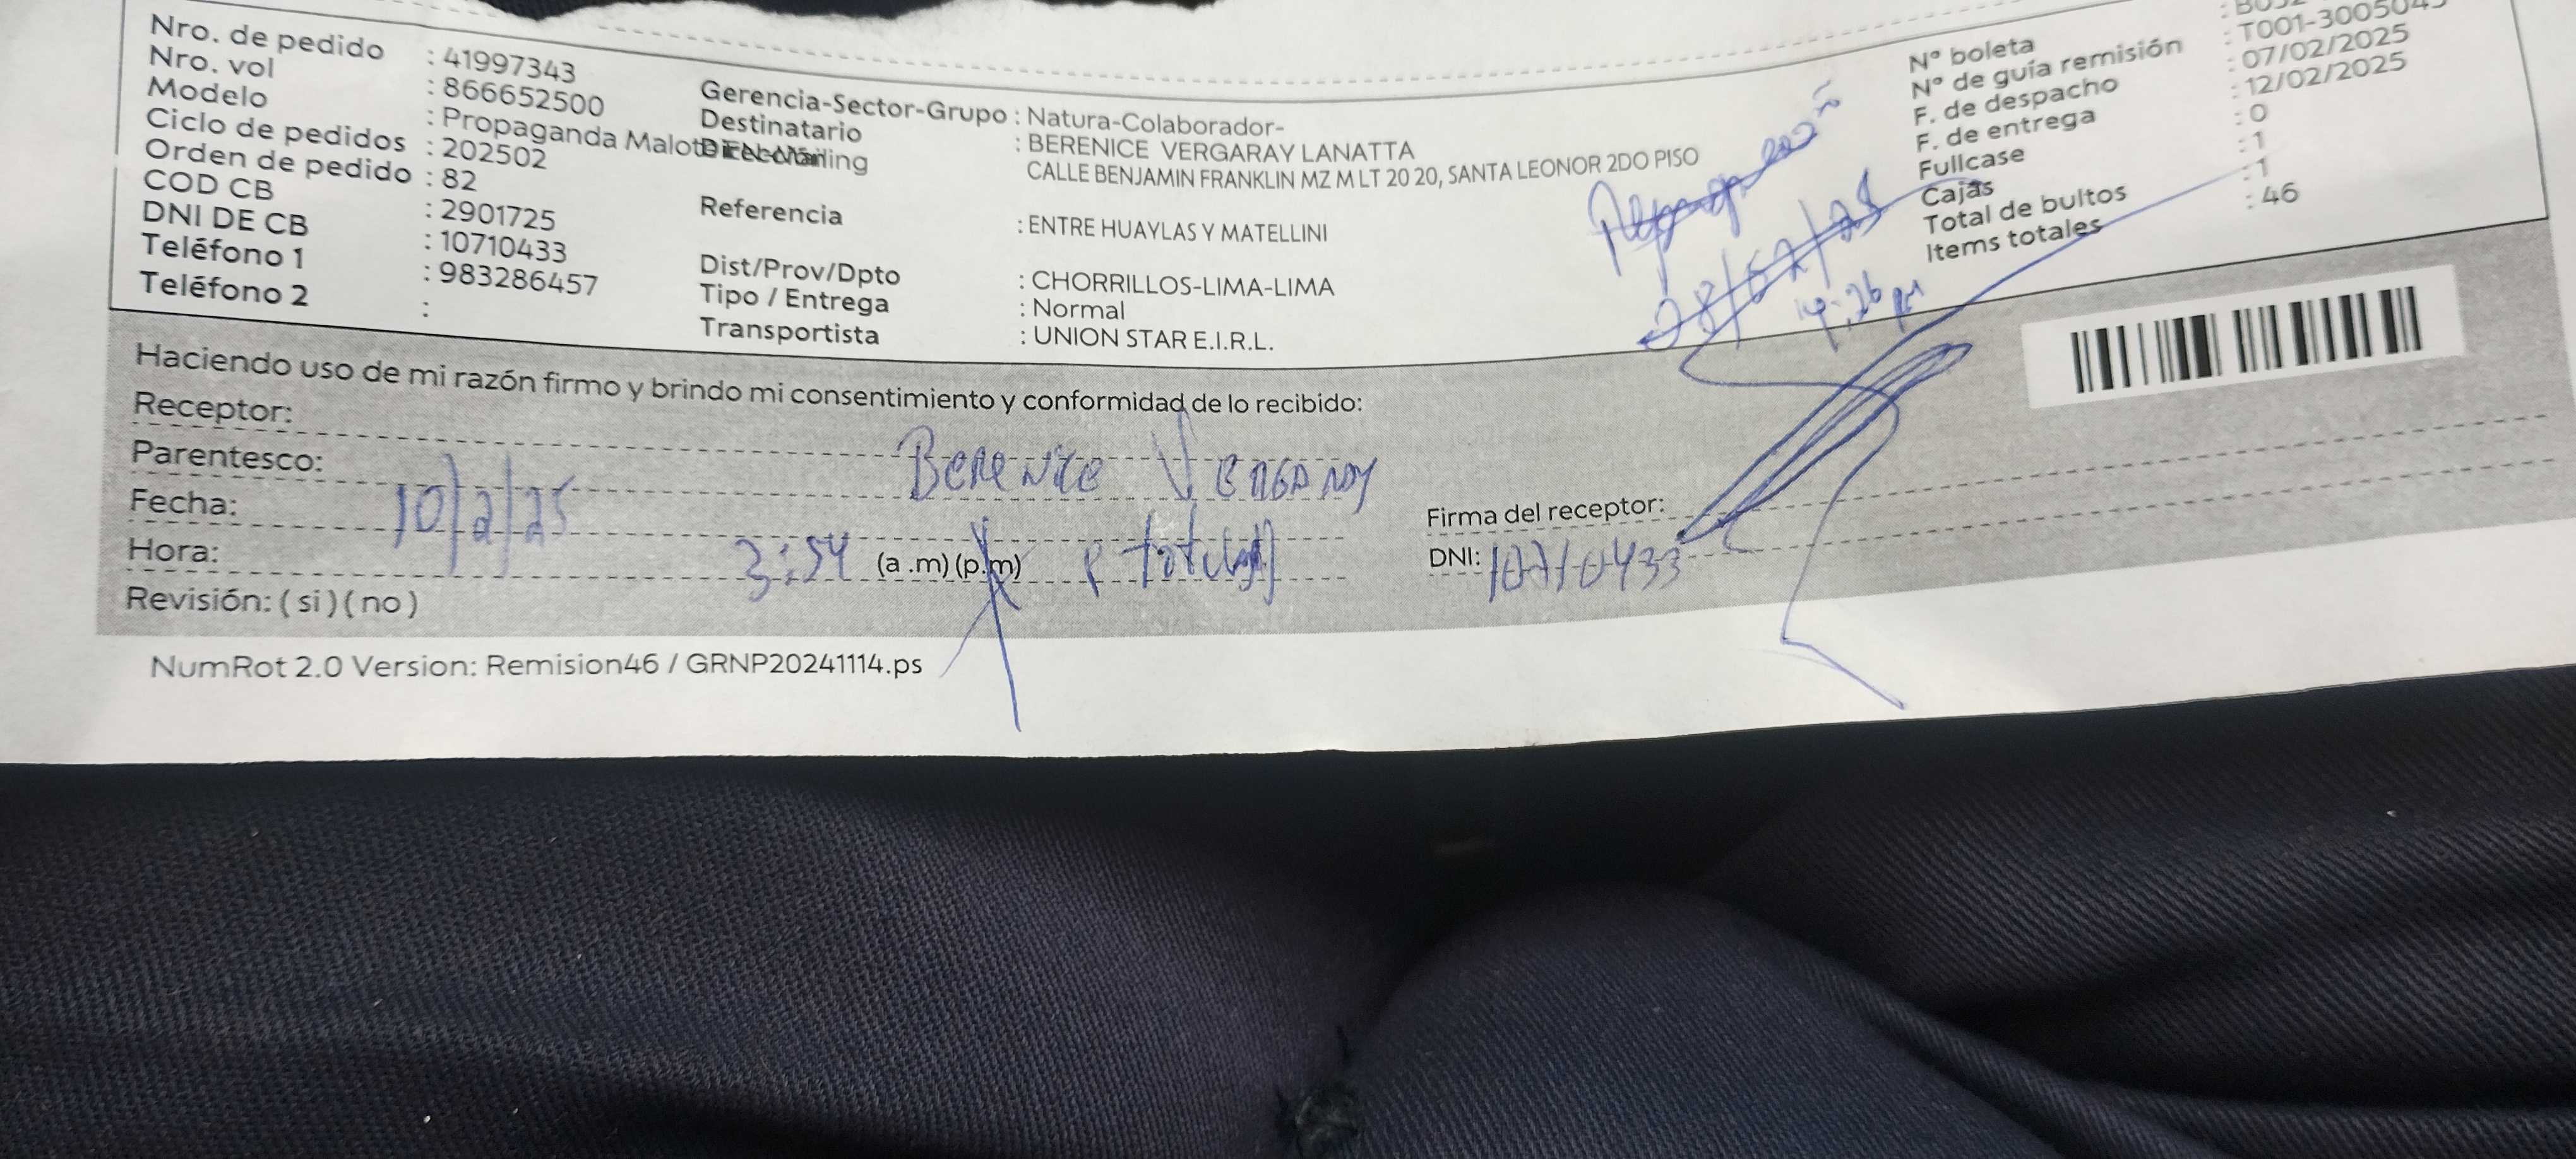 Nro. de pedido : 41997343
Nro. vol : 866652500
Modelo : Propaganda
Ciclo de pedidos : 202502
Orden de pedido : 82
COD CB : 2901725
DNI DE CB : 10710433
Teléfono 1 : 983286457
Teléfono 2 :
Gerencia-Sector-Grupo : Natura-Colaborador-
Destinatario : BERENICE VERGARAY LANATTA
CALLE BENJAMIN FRANKLIN MZ M LT 20 20, SANTA LEONOR 2DO PISO
Referencia : ENTRE HUAYLAS Y MATELLINI
Dist/Prov/Dpto : CHORRILLOS-LIMA-LIMA
Tipo / Entrega : Normal
Transportista : UNION STAR E.I.R.L.
N° boleta
N° de guía remisión : T001-3005045
F. de despacho : 07/02/2025
F. de entrega : 12/02/2025
Fullcase : 0
Cajas : 1
Total de bultos : 1
Items totales : 46
Haciendo uso de mi razón firmo y brindo mi consentimiento y conformidad de lo recibido:
Receptor: Berenice Vergaray
Parentesco:
Fecha: 10/2/25
Hora: 3:54 (a .m) (p.m)
Revisión: ( si ) ( no )
Firma del receptor:
DNI: 10710433
NumRot 2.0 Version: Remision46 / GRNP20241114.ps